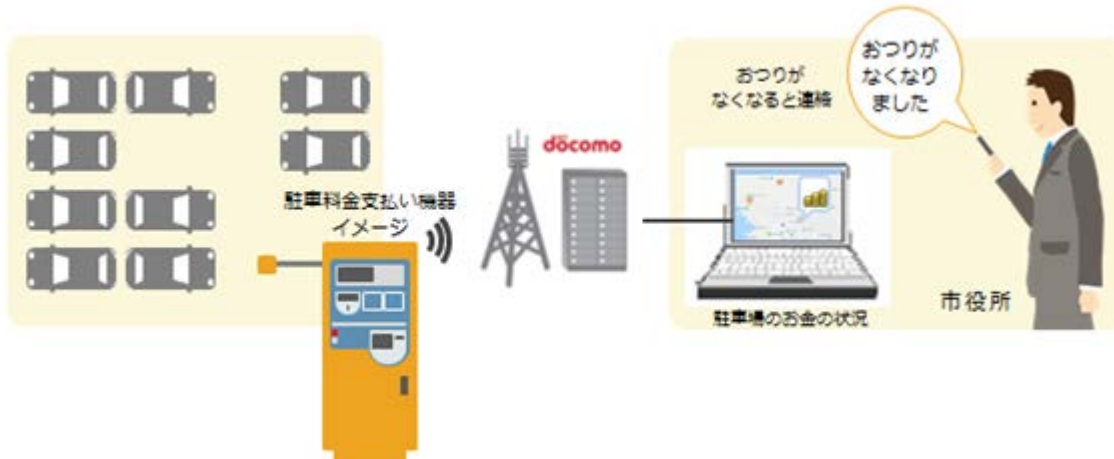 駐車料金支払い機器
イメージ
döcomo
おつりが
なくなると連絡
おつりが
なくなり
ました
駐車場のお金の状況
市役所